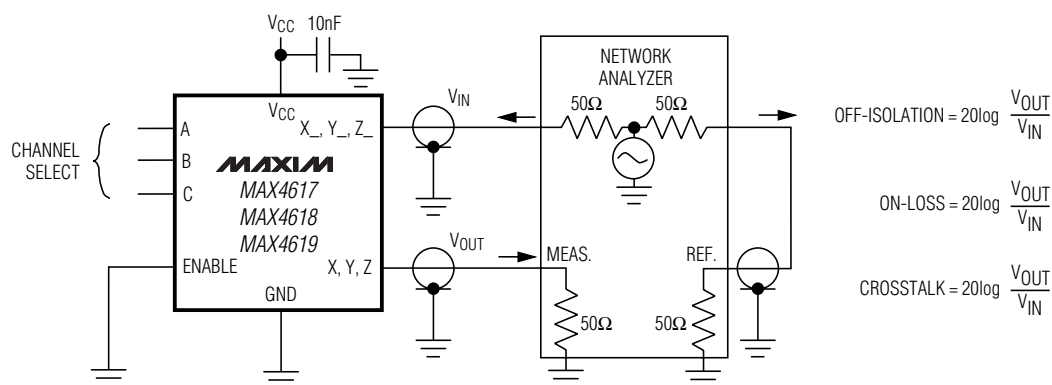 VCC 10nF
VCC
CHANNEL
SELECT
A
B
C
ENABLE
X_, Y_, Z_
MAXIM
MAX4617
MAX4618
MAX4619
X, Y, Z
GND
VIN
VOUT
NETWORK
ANALYZER
50Ω 50Ω
MEAS. REF.
50Ω 50Ω
OFF-ISOLATION = 20log VOUT
VIN
ON-LOSS = 20log VOUT
VIN
CROSSTALK = 20log VOUT
VIN